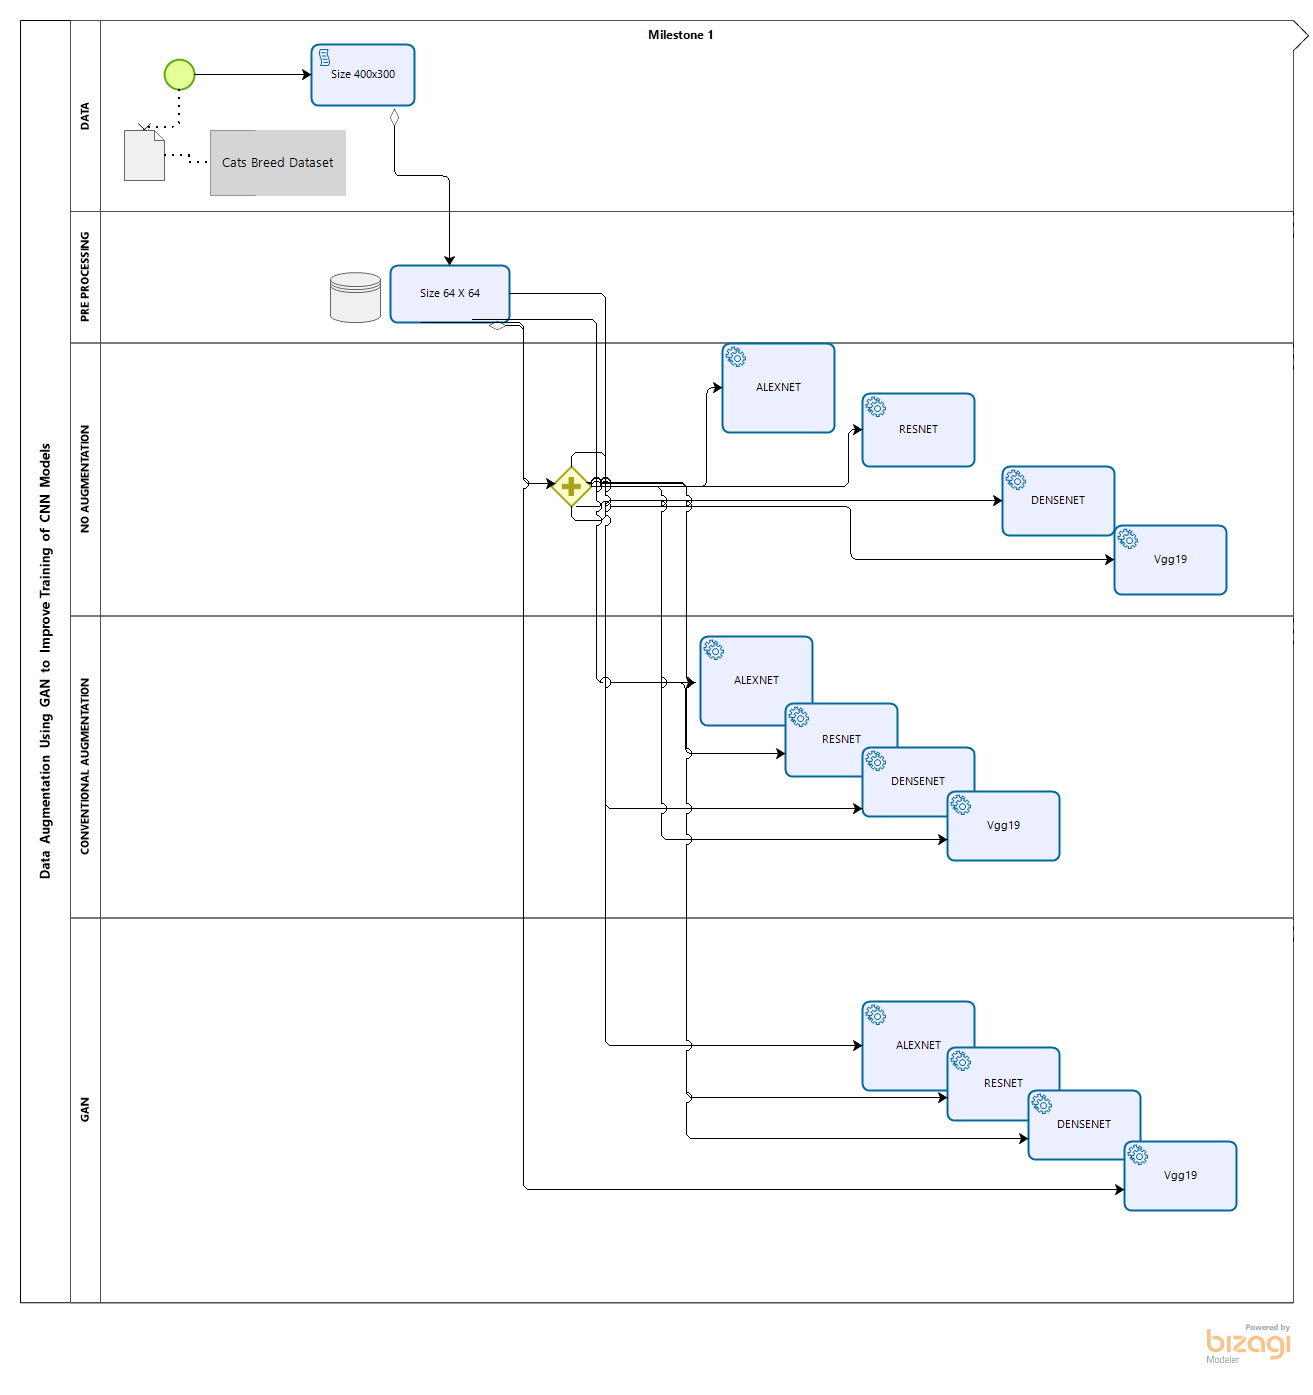 Milestone 1
Data Augmentation Using GAN to Improve Training of CNN Models
DATA
Size 400x300
Cats Breed Dataset
PRE PROCESSING
Size 64 X 64
NO AUGMENTATION
ALEXNET
RESNET
DENSENET
Vgg19
CONVENTIONAL AUGMENTATION
ALEXNET
RESNET
DENSENET
Vgg19
GAN
ALEXNET
RESNET
DENSENET
Vgg19
Powered by
bizagi
Modeler